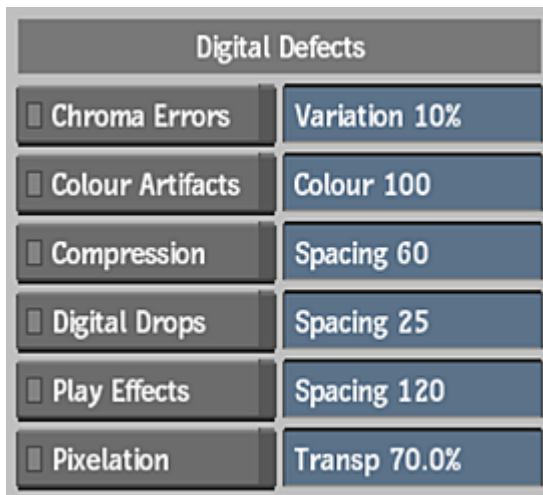 Digital Defects
Chroma Errors Variation 10%
Colour Artifacts Colour 100
Compression Spacing 60
Digital Drops Spacing 25
Play Effects Spacing 120
Pixelation Transp 70.0%